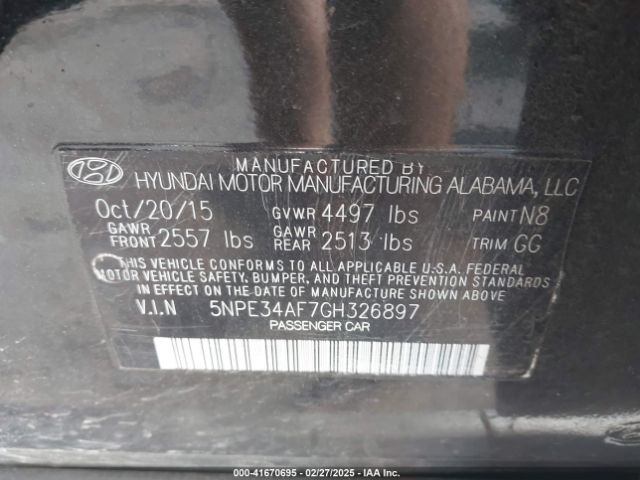 MANUFACTURED BY
HYUNDAI MOTOR MANUFACTURING ALABAMA, LLC
Oct/20/15 GVWR 4497 lbs PAINT N8
GAWR FRONT 2557 lbs GAWR REAR 2513 lbs TRIM GG
THIS VEHICLE CONFORMS TO ALL APPLICABLE U.S.A. FEDERAL
MOTOR VEHICLE SAFETY, BUMPER, AND THEFT PREVENTION STANDARDS
IN EFFECT ON THE DATE OF MANUFACTURE SHOWN ABOVE.
V.I.N 5NPE34AF7GH326897
PASSENGER CAR
000-41670695 - 02/27/2025 - IAA Inc.